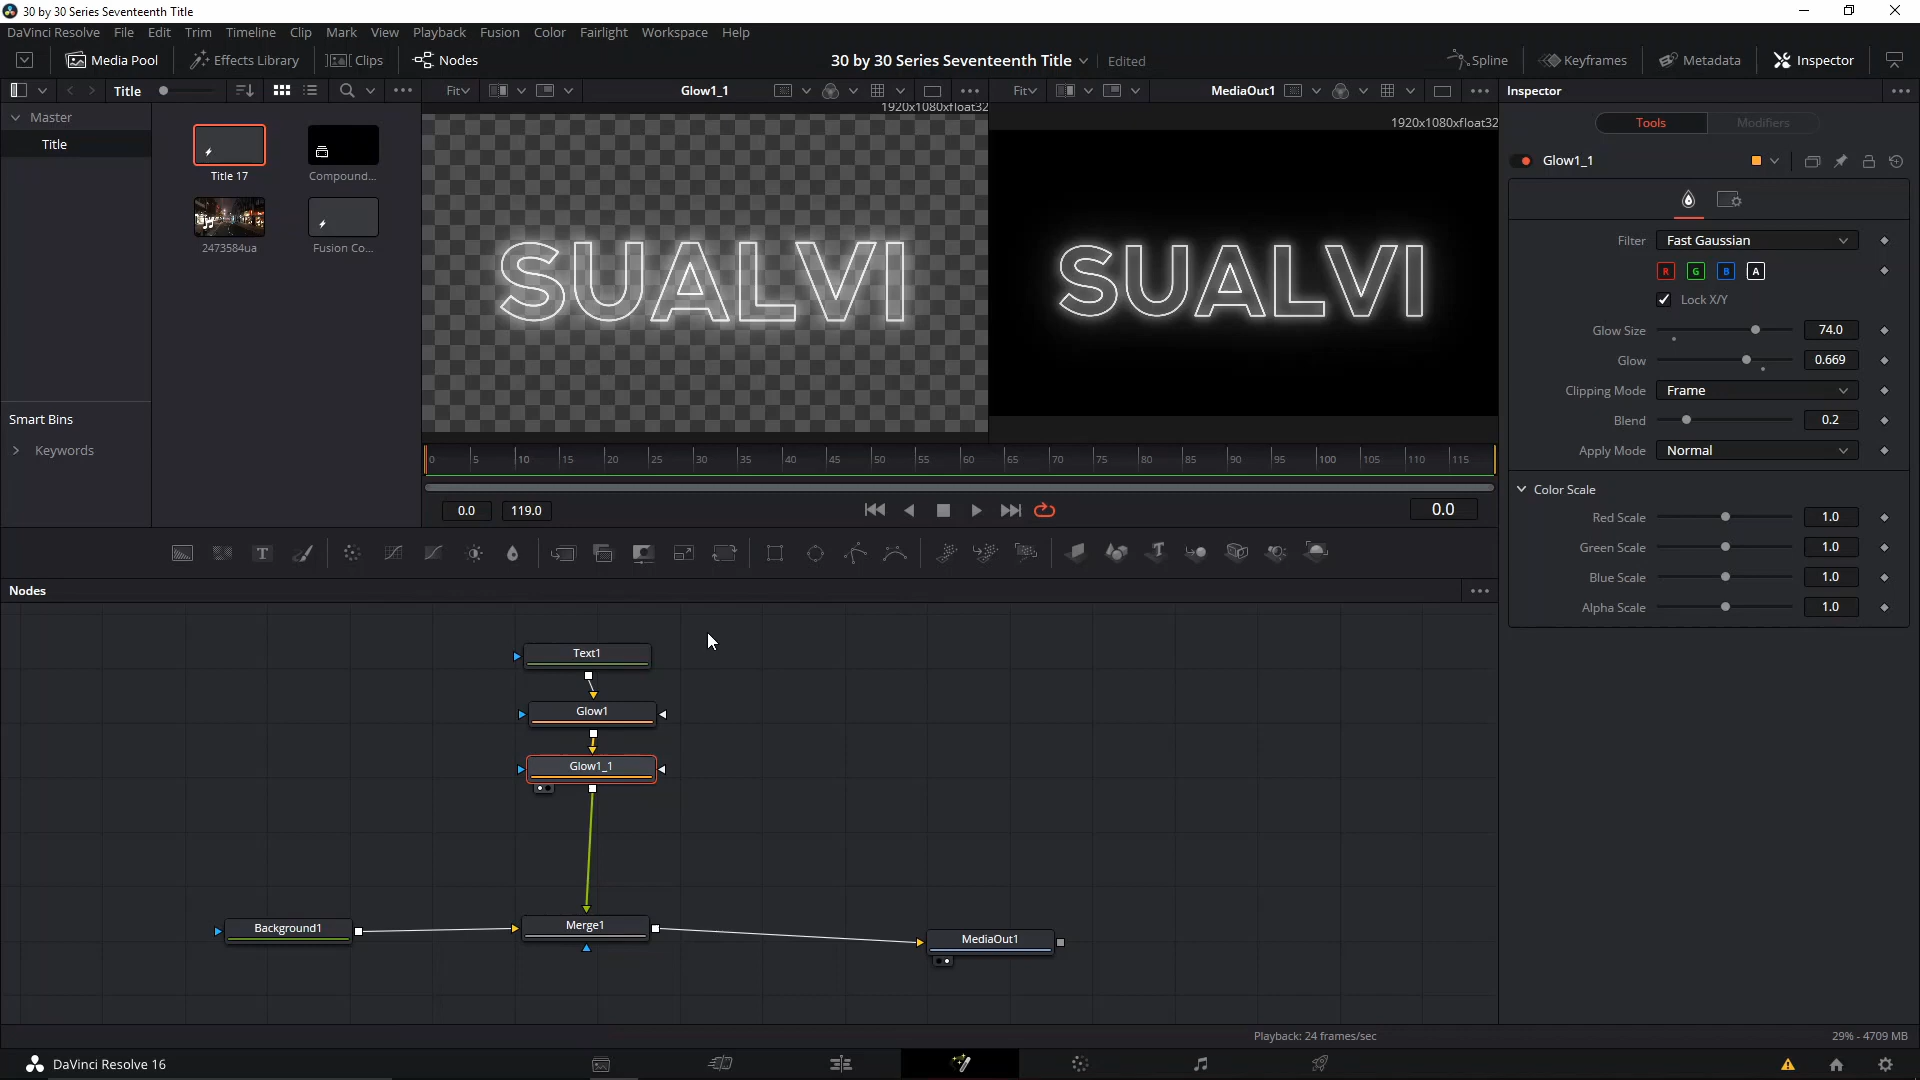 30 by 30 Series Seventeenth Title
DaVinci Resolve File Edit Trim Timeline Clip Mark View Playback Fusion Color Fairlight Workspace Help
Media Pool Effects Library Clips Nodes 30 by 30 Series Seventeenth Title Edited Spline Keyframes Metadata Inspector
Title Fit Glow1_1 Fit MediaOut1 Inspector
1920x1080xfloat32
1920x1080xfloat32
Master
Title
Title 17
Compound...
2473584ua
Fusion Co...
Smart Bins
Keywords
SUALVI
SUALVI
Tools Modifiers
Glow1_1
Filter Fast Gaussian
R G B A
Lock X/Y
Glow Size 74.0
Glow 0.669
Clipping Mode Frame
Blend 0.2
Apply Mode Normal
Color Scale
Red Scale 1.0
Green Scale 1.0
Blue Scale 1.0
Alpha Scale 1.0
0 5 10 15 20 25 30 35 40 45 50 55 60 65 70 75 80 85 90 95 100 105 110 115
0.0 119.0 0.0
T
T
Nodes
Text1
Glow1
Glow1_1
Background1
Merge1
MediaOut1
Playback: 24 frames/sec
29% - 4709 MB
DaVinci Resolve 16